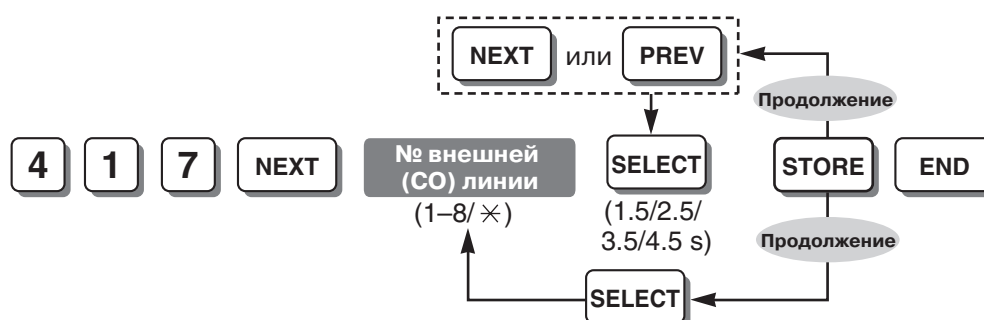 NEXT или PREV
Продолжение
4 1 7 NEXT № внешней (CO) линии SELECT STORE END
(1–8/✳)
(1.5/2.5/
3.5/4.5 s)
Продолжение
SELECT